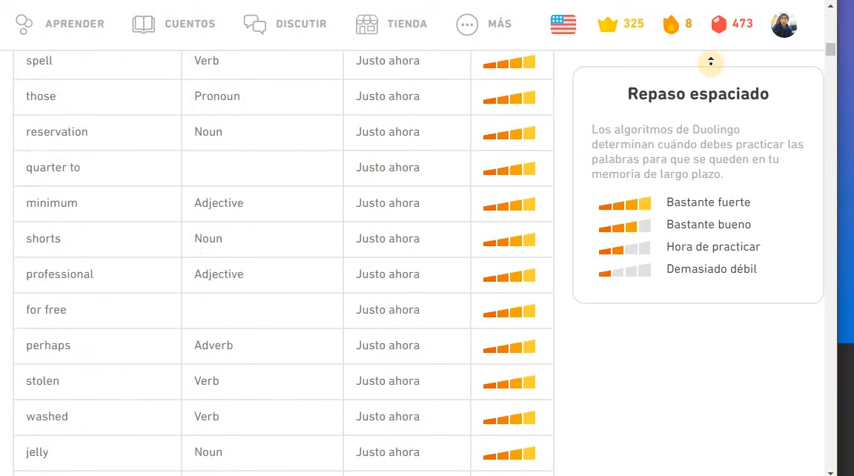 APRENDER CUENTOS DISCUTIR TIENDA MÁS 325 8 473
spell Verb Justo ahora
those Pronoun Justo ahora
reservation Noun Justo ahora
quarter to Justo ahora
minimum Adjective Justo ahora
shorts Noun Justo ahora
professional Adjective Justo ahora
for free Justo ahora
perhaps Adverb Justo ahora
stolen Verb Justo ahora
washed Verb Justo ahora
jelly Noun Justo ahora
Repaso espaciado
Los algoritmos de Duolingo
determinan cuándo debes practicar las
palabras para que se queden en tu
memoria de largo plazo.
Bastante fuerte
Bastante bueno
Hora de practicar
Demasiado débil